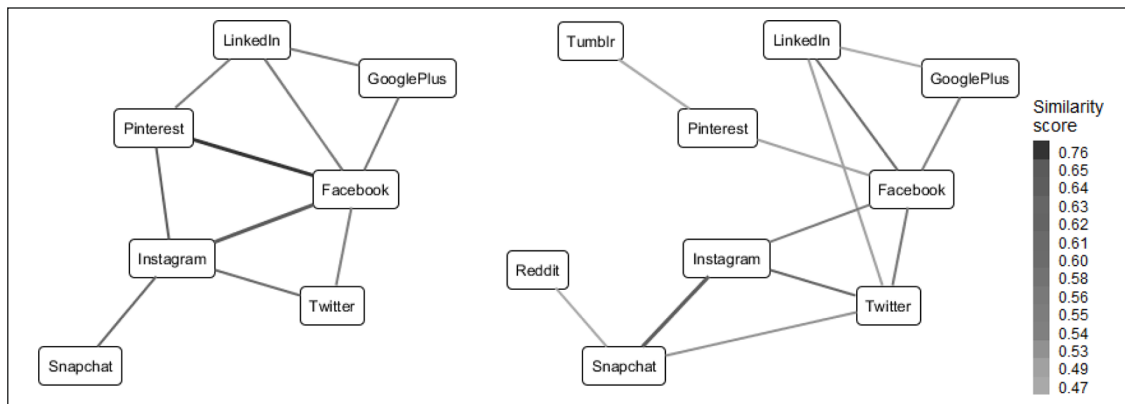 LinkedIn
GooglePlus
Pinterest
Facebook
Instagram
Twitter
Snapchat
Tumblr
LinkedIn
GooglePlus
Pinterest
Facebook
Instagram
Reddit
Twitter
Snapchat
Similarity
score
0.76
0.65
0.64
0.63
0.62
0.61
0.60
0.58
0.56
0.55
0.54
0.53
0.49
0.47